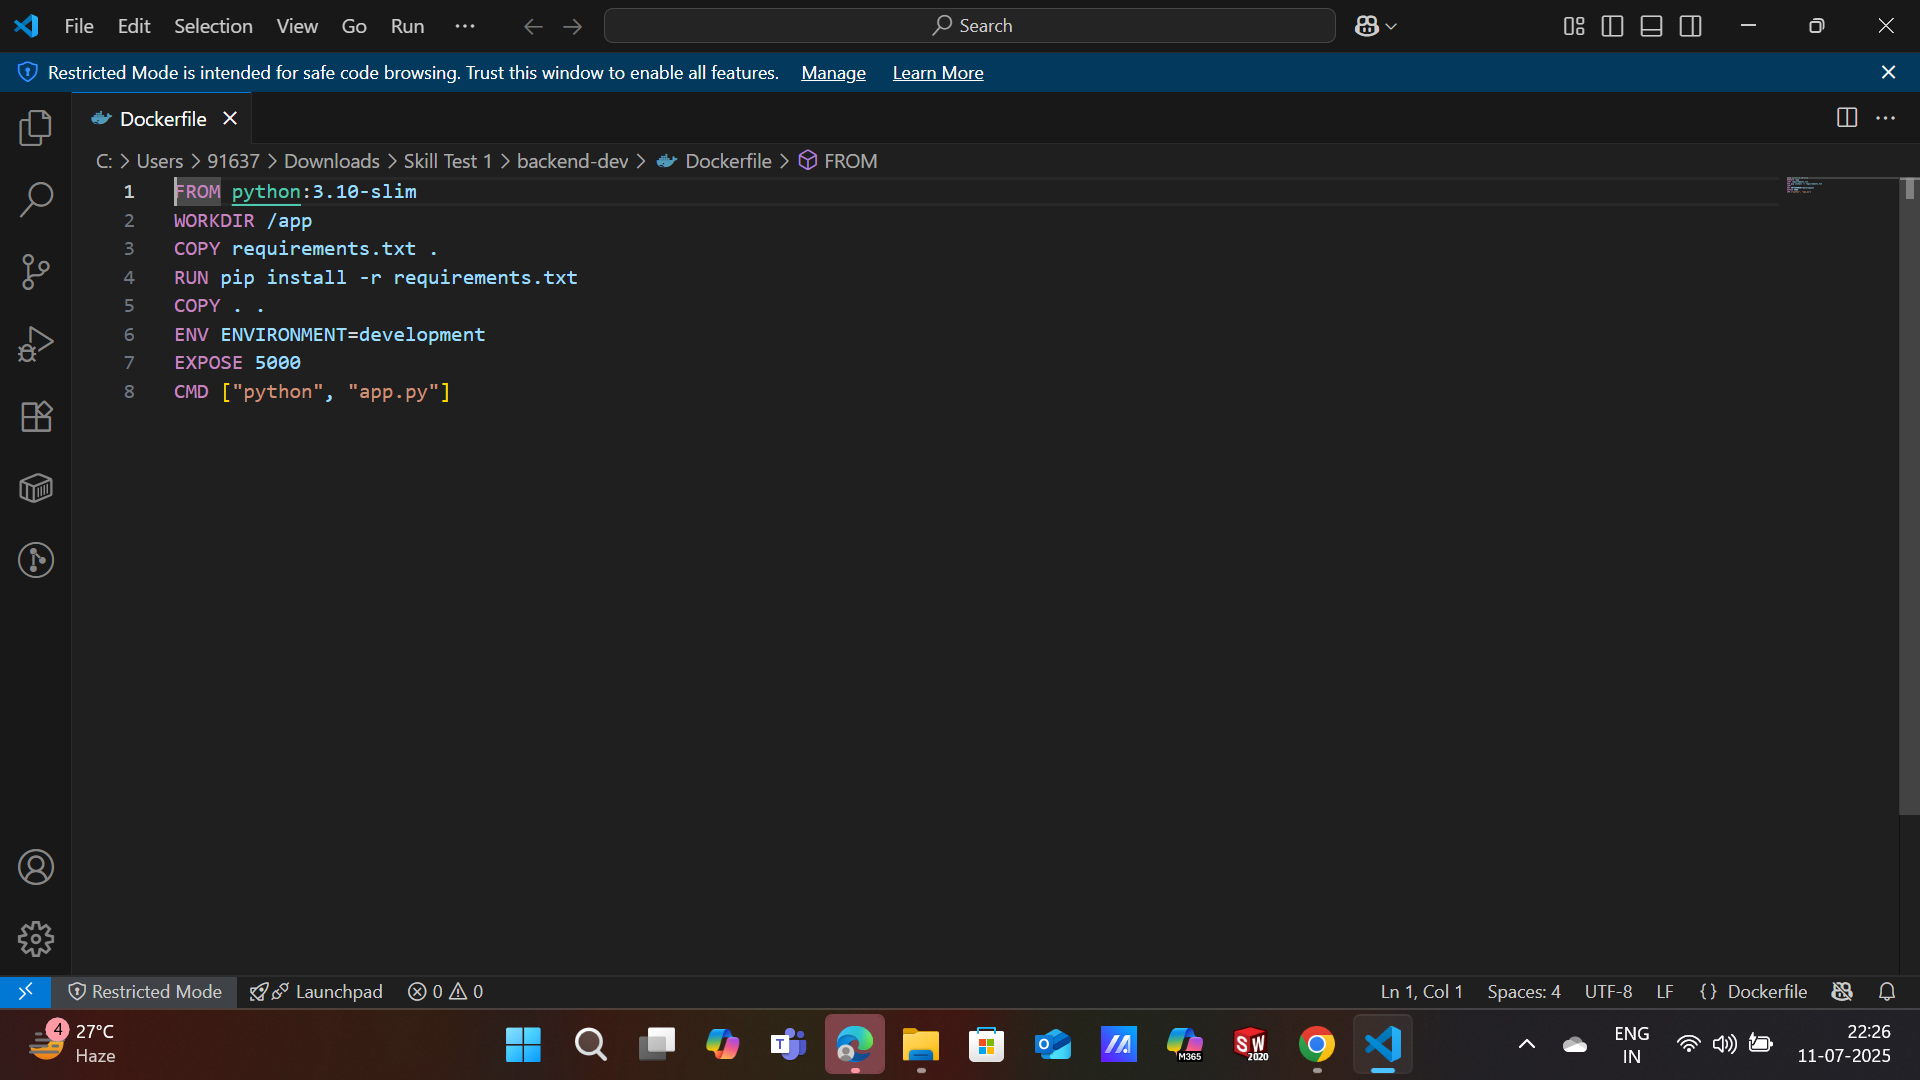 File Edit Selection View Go Run ··· Search
Restricted Mode is intended for safe code browsing. Trust this window to enable all features. Manage Learn More
Dockerfile
C: > Users > 91637 > Downloads > Skill Test 1 > backend-dev > Dockerfile > FROM
1 FROM python:3.10-slim
2 WORKDIR /app
3 COPY requirements.txt .
4 RUN pip install -r requirements.txt
5 COPY . .
6 ENV ENVIRONMENT=development
7 EXPOSE 5000
8 CMD ["python", "app.py"]
Restricted Mode Launchpad 0 0 Ln 1, Col 1 Spaces: 4 UTF-8 LF {} Dockerfile
4 27°C
Haze
T
O
M365
SW
2020
ENG
IN
22:26
11-07-2025